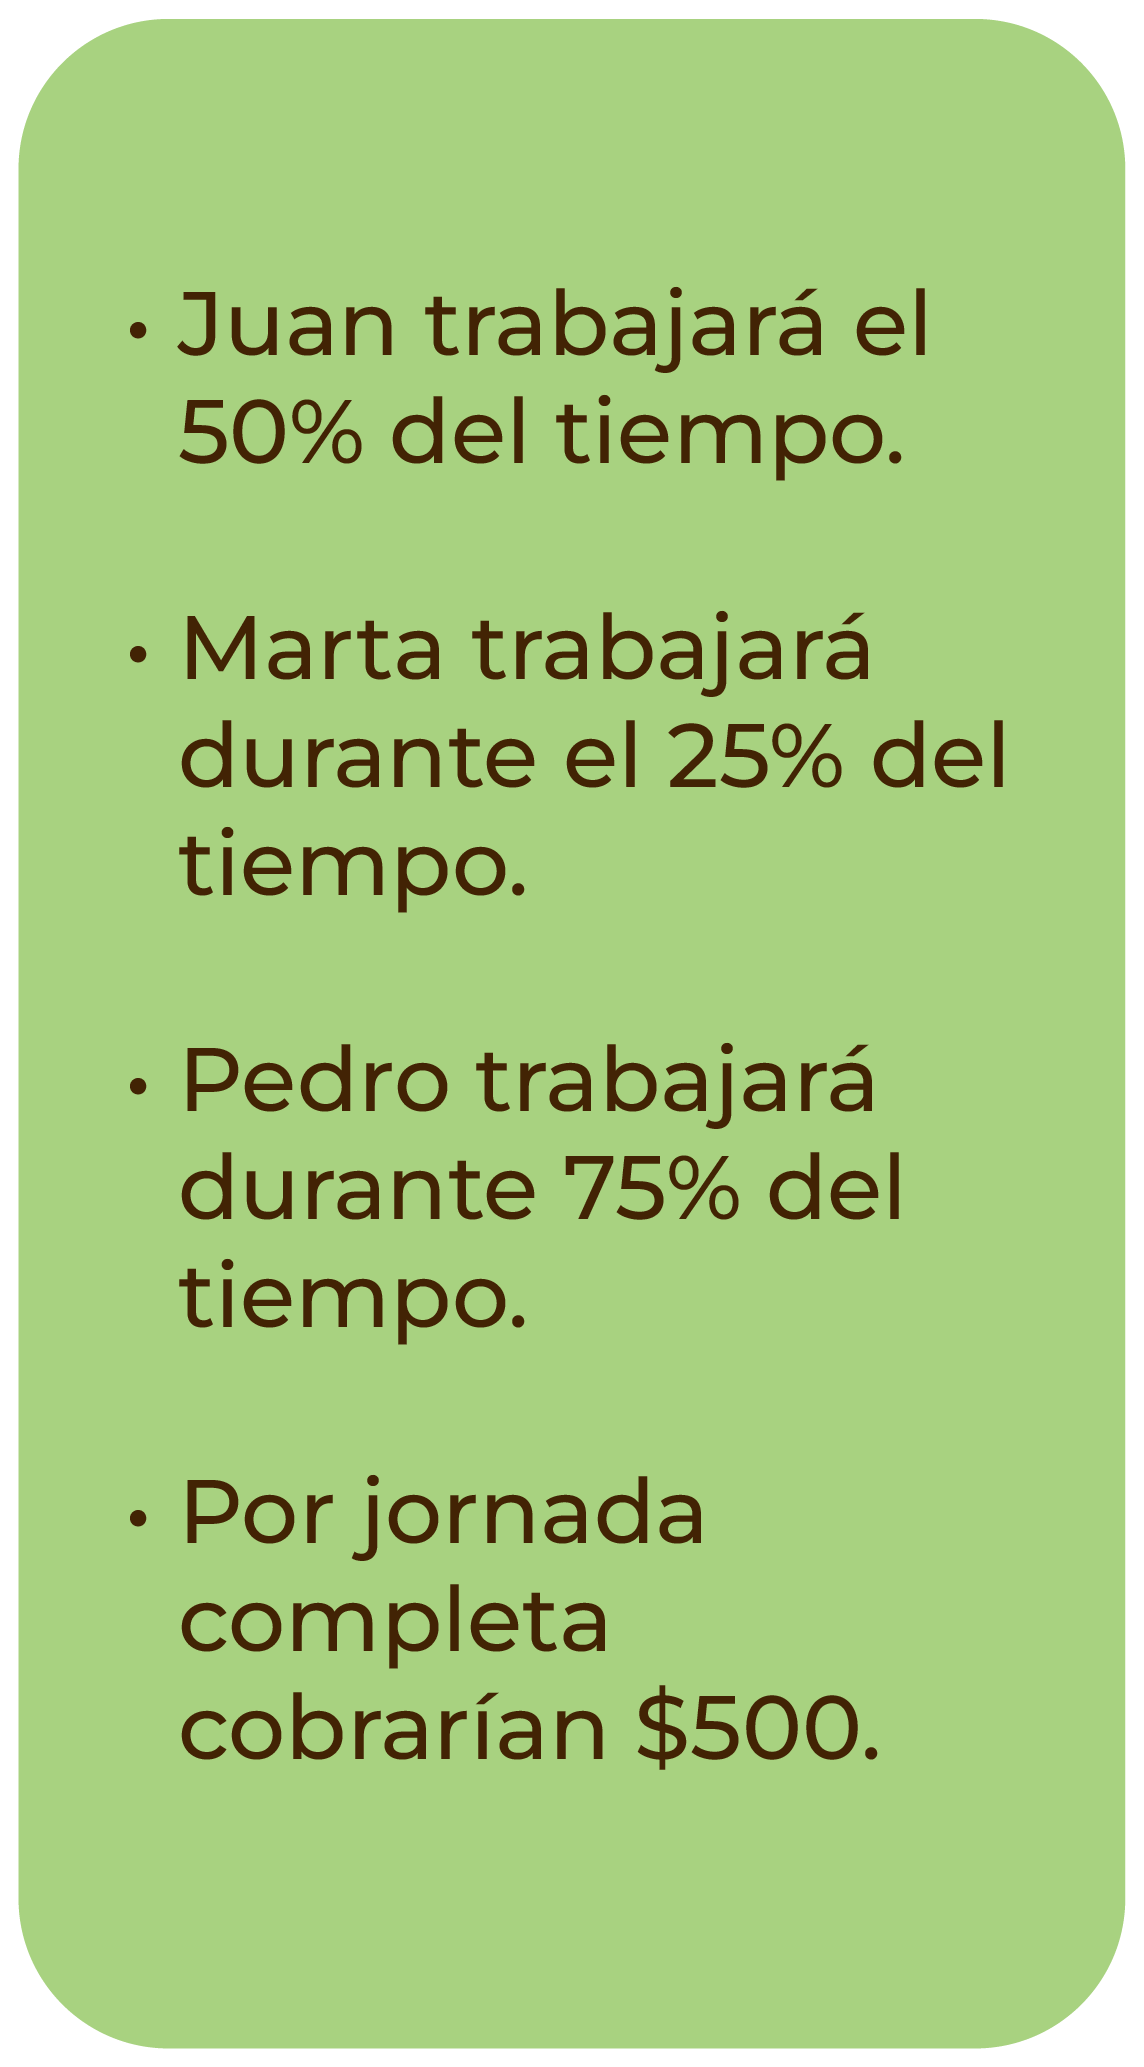 • Juan trabajará el
50% del tiempo.
• Marta trabajará
durante el 25% del
tiempo.
• Pedro trabajará
durante 75% del
tiempo.
• Por jornada
completa
cobrarían $500.